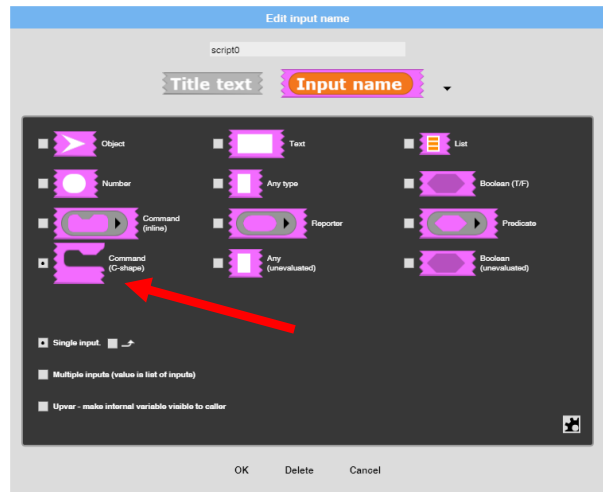 Edit input name
script0
Title text Input name
Object Text List
Number Any type Boolean (T/F)
Command
(inline)
Reporter Predicate
Command
(C-shape)
Any
(unevaluated)
Boolean
(unevaluated)
Single input.
Multiple inputs (value is list of inputs)
Upvar - make internal variable visible to caller
OK Delete Cancel